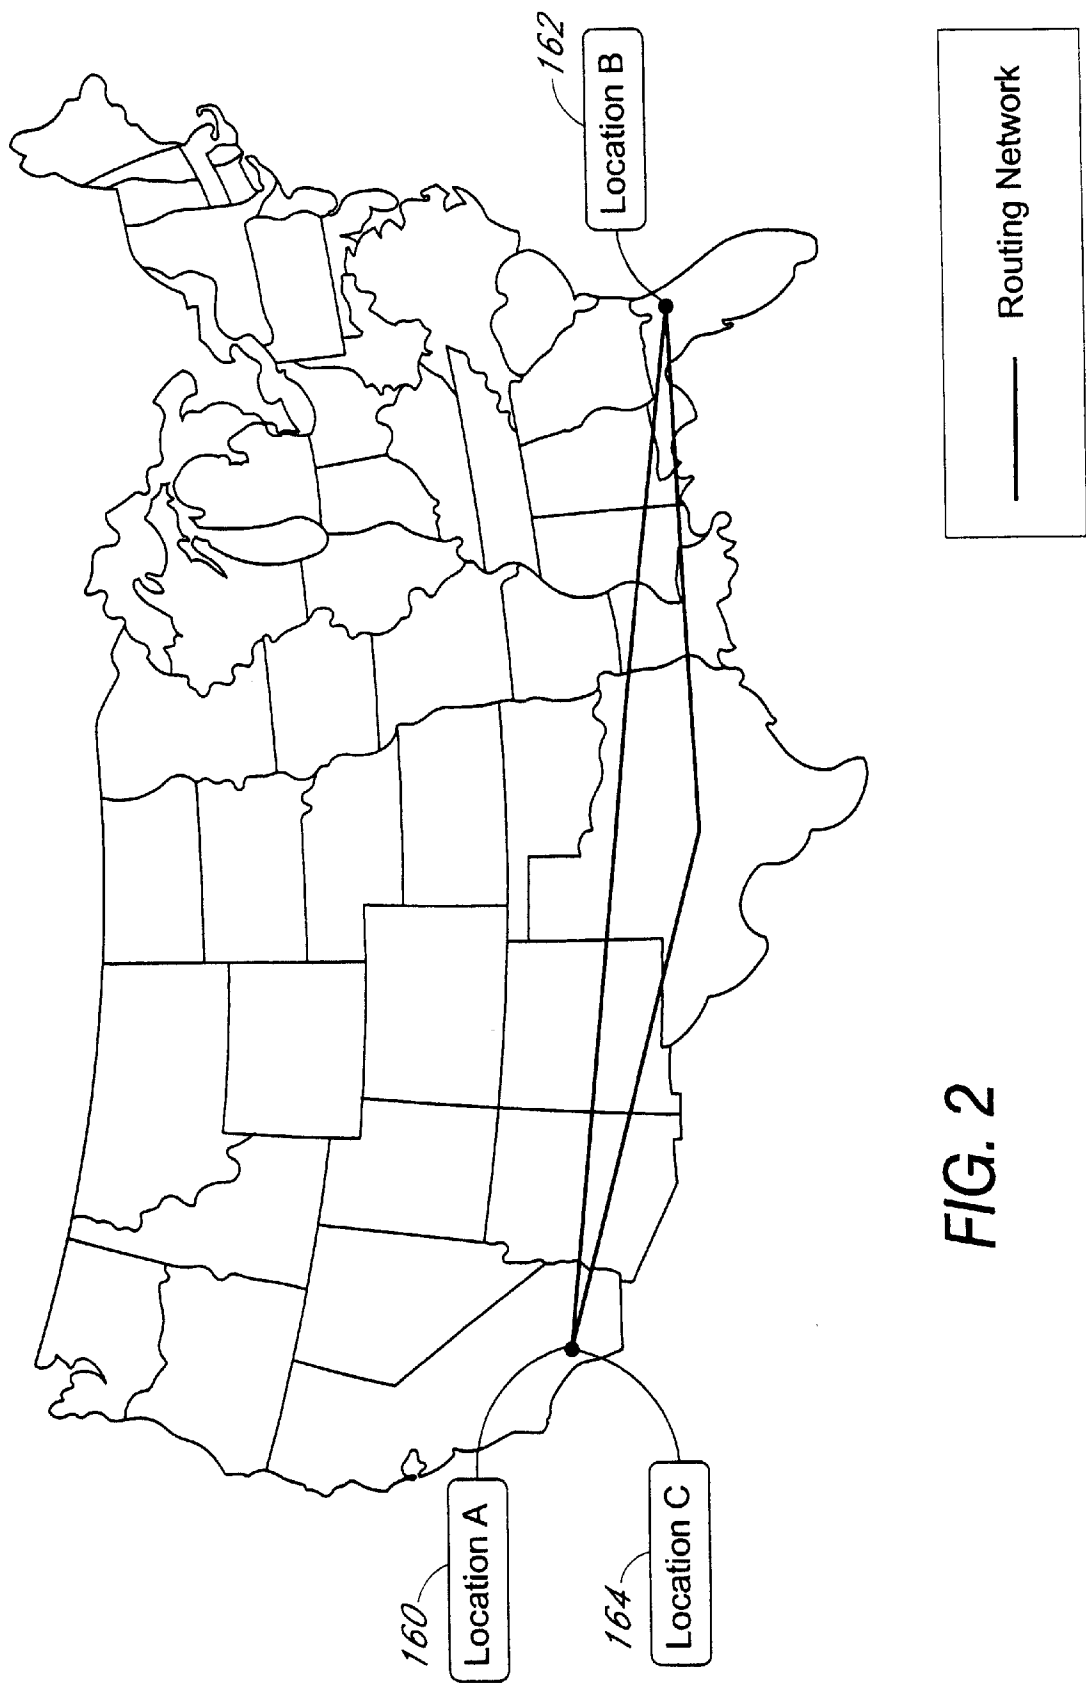 160
Location A
164
Location C
162
Location B
Routing Network
FIG. 2